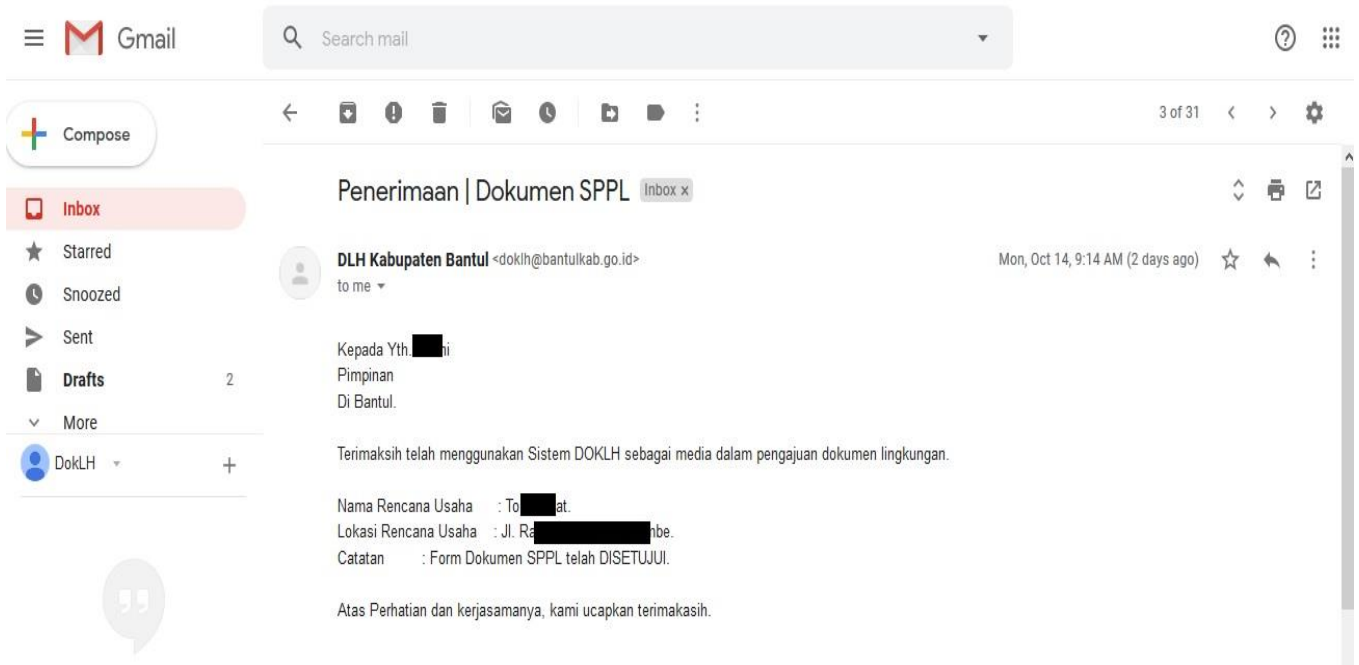 Gmail
Search mail
Compose
3 of 31
Inbox
Starred
Snoozed
Sent
Drafts 2
More
DokLH
Penerimaan | Dokumen SPPL Inbox x
DLH Kabupaten Bantul <doklh@bantulkab.go.id> Mon, Oct 14, 9:14 AM (2 days ago)
to me
Kepada Yth.
Pimpinan
Di Bantul.
Terimaksih telah menggunakan Sistem DOKLH sebagai media dalam pengajuan dokumen lingkungan.
Nama Rencana Usaha : To at.
Lokasi Rencana Usaha : Jl. Ra nbe.
Catatan : Form Dokumen SPPL telah DISETUJUI.
Atas Perhatian dan kerjasamanya, kami ucapkan terimakasih.